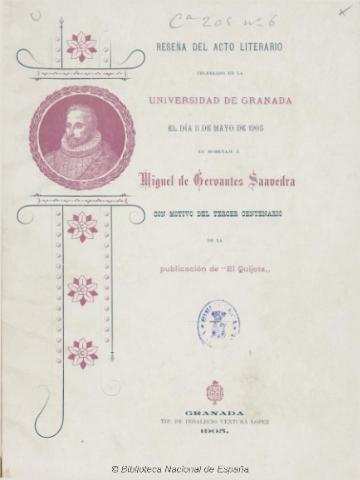 Cª 205 nº 6
RESEÑA DEL ACTO LITERARIO
CELEBRADO EN LA
UNIVERSIDAD DE GRANADA
EL DÍA 8 DE MAYO DE 1905
EN HOMENAJE Á
Miguel de Cervantes Saavedra
CON MOTIVO DEL TERCER CENTENARIO
DE LA
publicación de "El Quijote„
GRANADA
TIP. DE INDALECIO VENTURA LÓPEZ
1905.
© Biblioteca Nacional de España